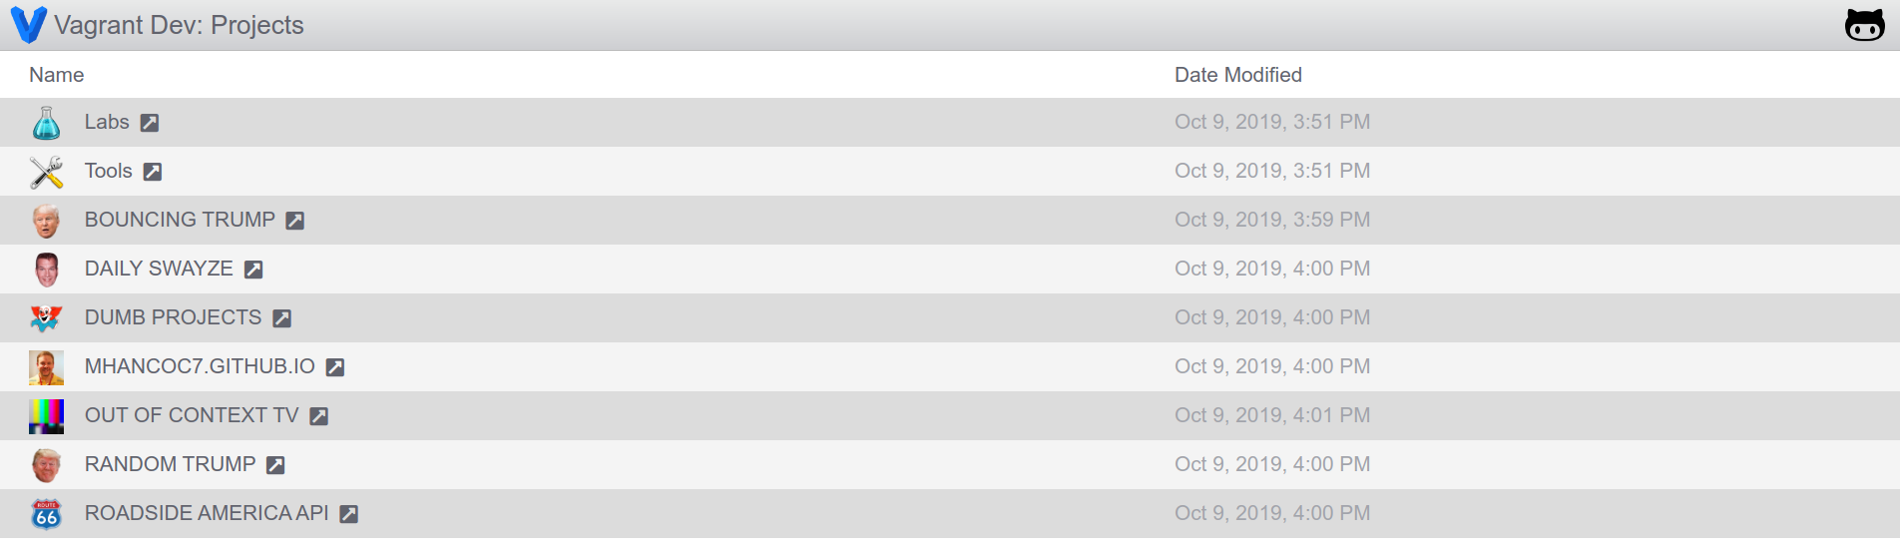 Vagrant Dev: Projects
Name Date Modified
Labs Oct 9, 2019, 3:51 PM
Tools Oct 9, 2019, 3:51 PM
BOUNCING TRUMP Oct 9, 2019, 3:59 PM
DAILY SWAYZE Oct 9, 2019, 4:00 PM
DUMB PROJECTS Oct 9, 2019, 4:00 PM
MHANCOC7.GITHUB.IO Oct 9, 2019, 4:00 PM
OUT OF CONTEXT TV Oct 9, 2019, 4:01 PM
RANDOM TRUMP Oct 9, 2019, 4:00 PM
ROUTE
66
ROADSIDE AMERICA API Oct 9, 2019, 4:00 PM